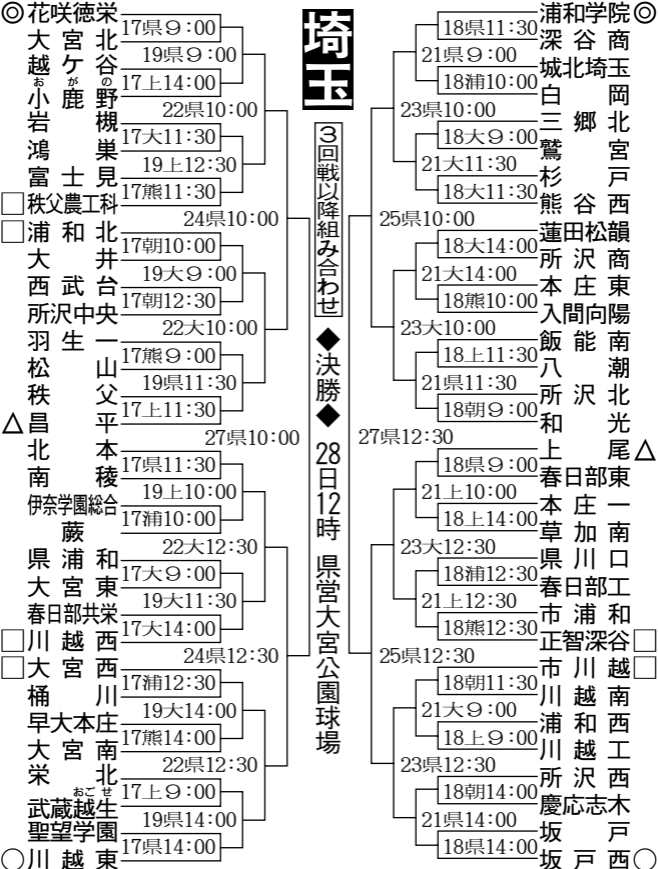 埼玉
3回戦以降組み合わせ
◆決勝◆ 28日12時 県営大宮公園球場
◎花咲徳栄
17県9:00
大宮北
19県9:00
越ケ谷
17上14:00
おがの
小鹿野
22県10:00
岩槻
17大11:30
鴻巣
19上12:30
富士見
17熊11:30
□秩父農工科
24県10:00
□浦和北
17朝10:00
大井
19大9:00
西武台
17朝12:30
所沢中央
22大10:00
羽生一
17熊9:00
松山
19県11:30
秩父
17上11:30
△昌平
27県10:00
北本
17県11:30
南稜
19上10:00
伊奈学園総合
17浦10:00
蕨
22大12:30
県浦和
17大9:00
大宮東
19大11:30
春日部共栄
17大14:00
□川越西
24県12:30
□大宮西
17浦12:30
桶川
19大14:00
早大本庄
17熊14:00
大宮南
22県12:30
栄北
17上9:00
おごせ
武蔵越生
19県14:00
聖望学園
17県14:00
○川越東
浦和学院◎
18県11:30
深谷商
21県9:00
城北埼玉
18浦10:00
白岡
23県10:00
三郷北
18大9:00
鷲宮
21大11:30
杉戸
18大11:30
熊谷西
25県10:00
蓮田松韻
18大14:00
所沢商
21大14:00
本庄東
18熊10:00
入間向陽
23大10:00
飯能南
18上11:30
八潮
21県11:30
所沢北
18朝9:00
和光
27県12:30
上尾△
18県9:00
春日部東
21上10:00
本庄一
18上14:00
草加南
23大12:30
県川口
18浦12:30
春日部工
21上12:30
市浦和
18熊12:30
正智深谷□
25県12:30
市川越□
18朝11:30
川越南
21大9:00
浦和西
18上9:00
川越工
23県12:30
所沢西
18朝14:00
慶応志木
21県14:00
坂戸
18県14:00
坂戸西○